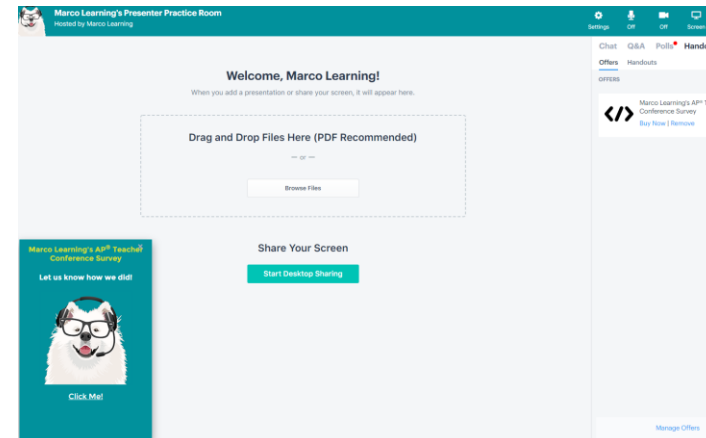 Marco Learning's Presenter Practice Room
Hosted by Marco Learning
Settings
Off
Off
Screen
Chat Q&A Polls Hando
Offers Handouts
OFFERS
Marco Learning's AP® T
Conference Survey
Buy Now | Remove
Welcome, Marco Learning!
When you add a presentation or share your screen, it will appear here.
Drag and Drop Files Here (PDF Recommended)
— or —
Browse Files
Share Your Screen
Start Desktop Sharing
Marco Learning's AP® Teacher
Conference Survey
Let us know how we did!
Click Me!
Manage Offers